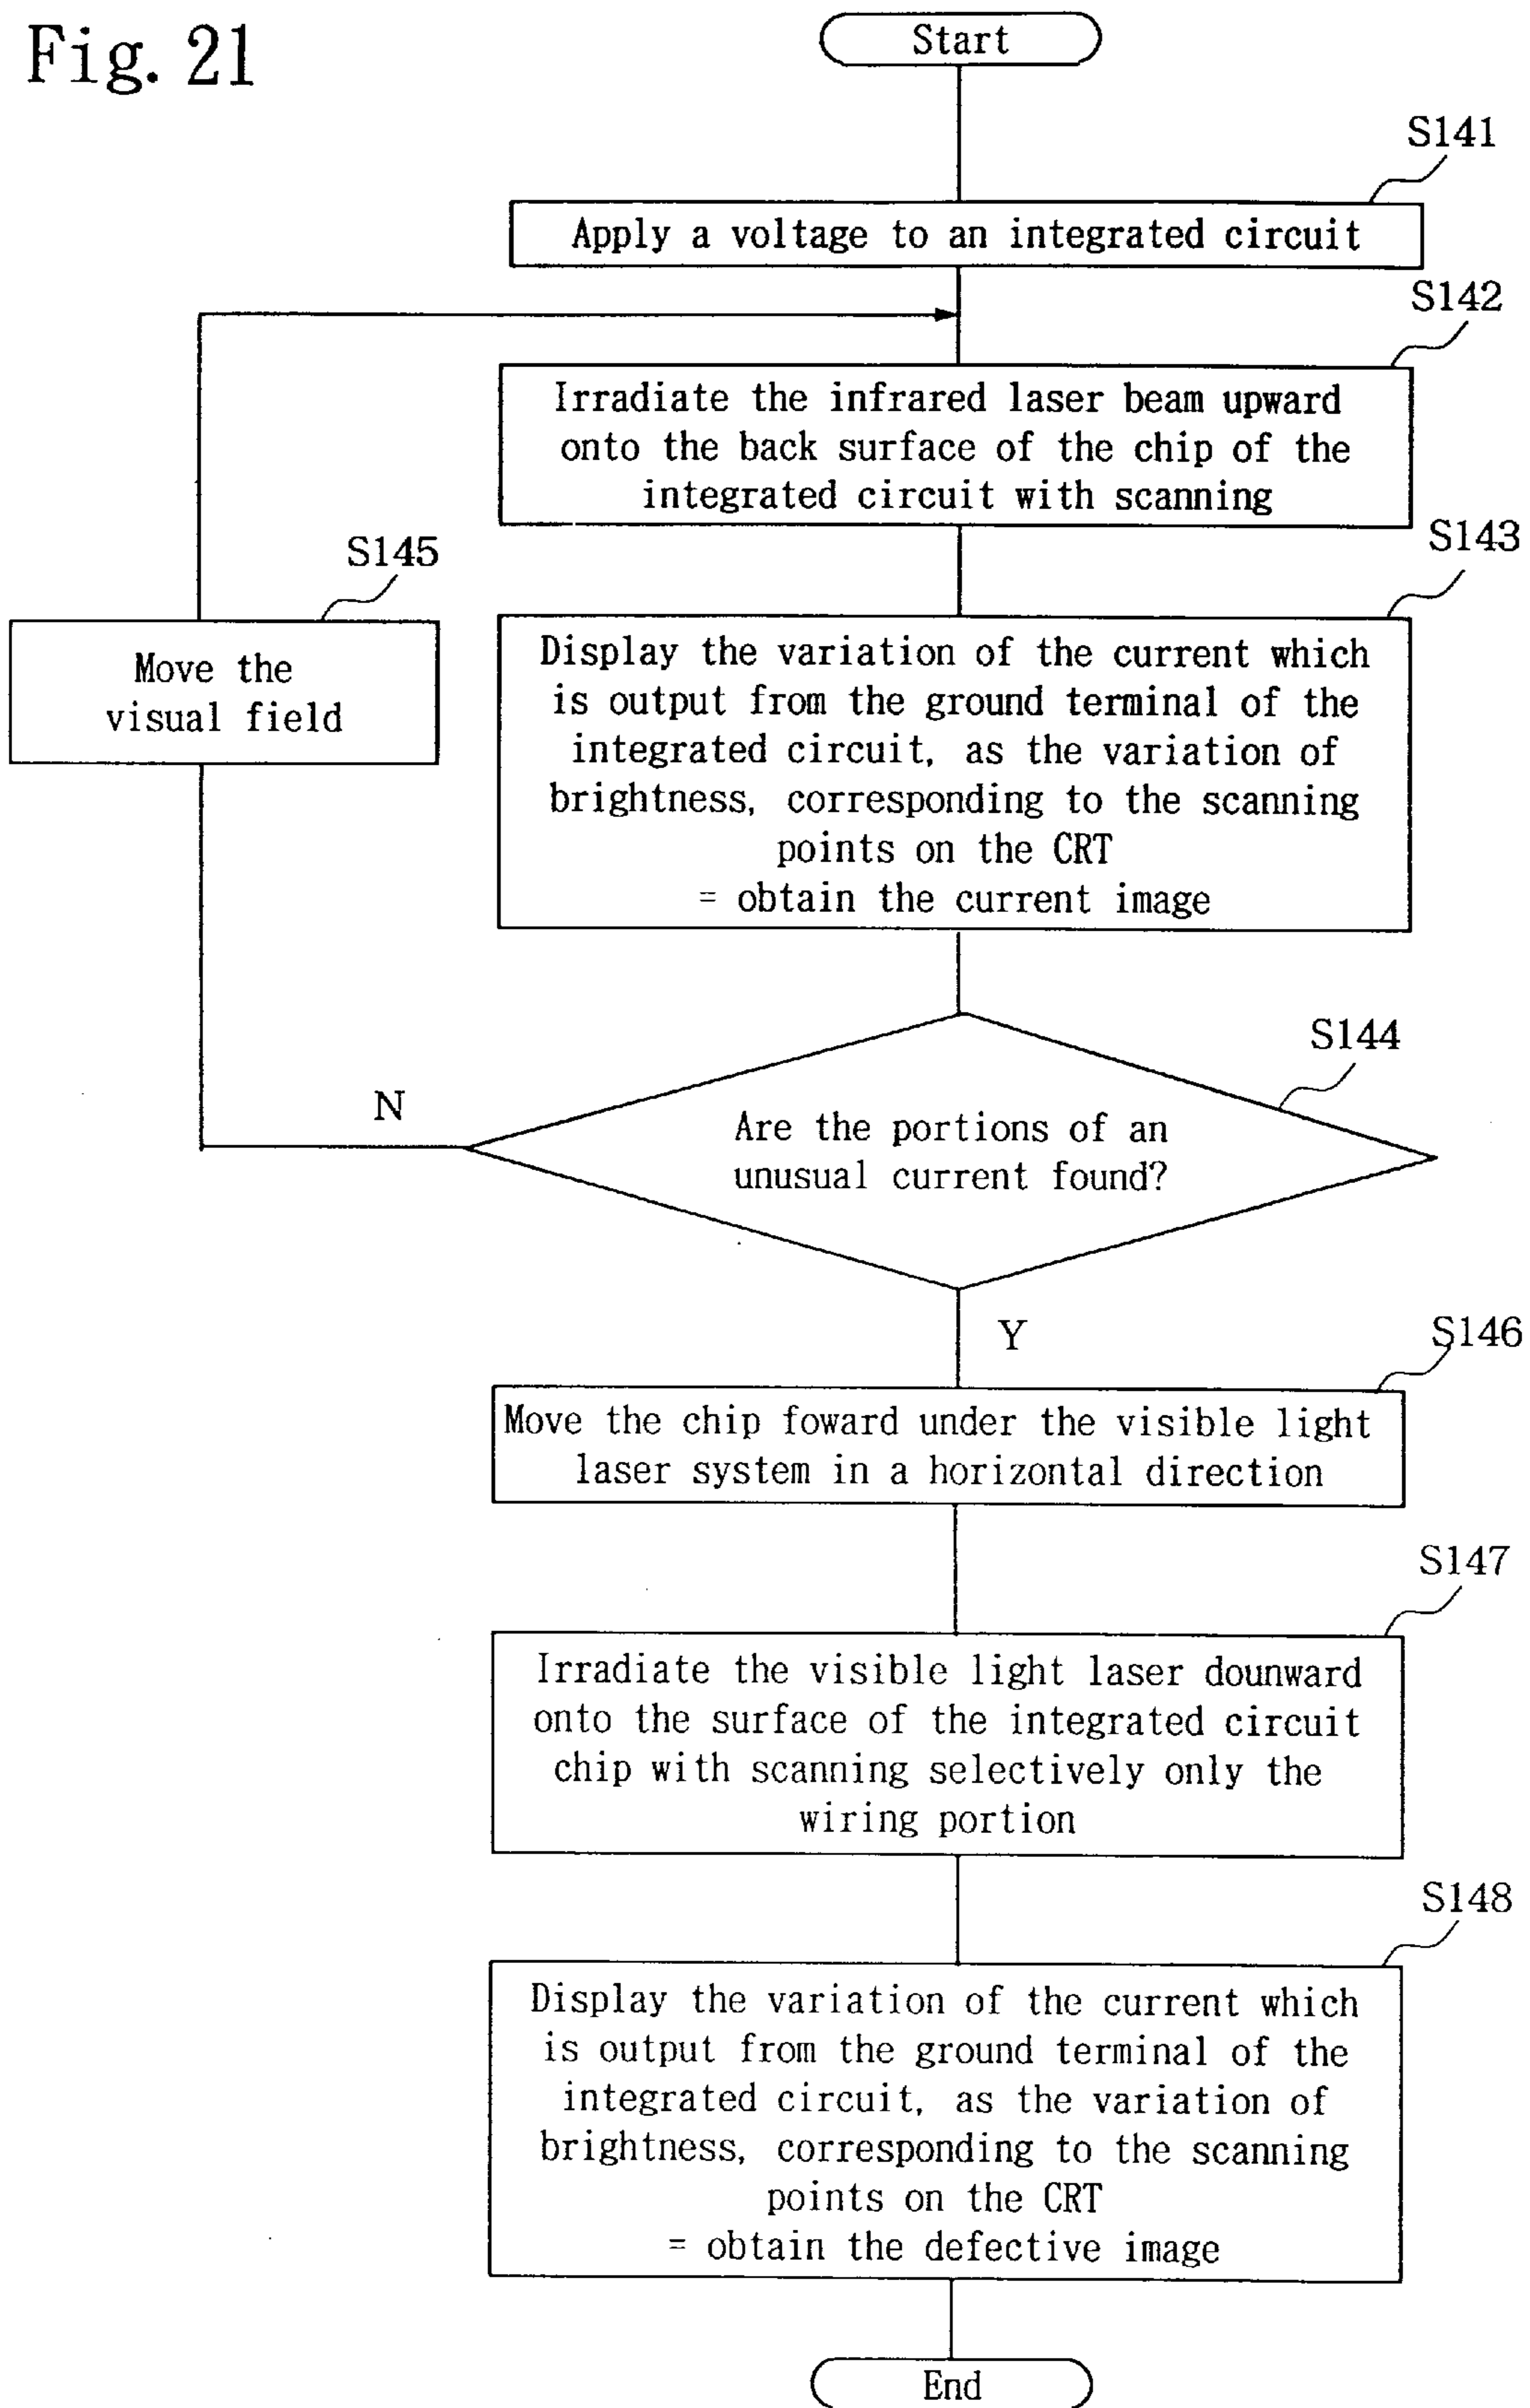 Fig. 21
Start
S141
Apply a voltage to an integrated circuit
S142
Irradiate the infrared laser beam upward
onto the back surface of the chip of the
integrated circuit with scanning
S143
Display the variation of the current which
is output from the ground terminal of the
integrated circuit, as the variation of
brightness, corresponding to the scanning
points on the CRT
= obtain the current image
S145
Move the
visual field
S144
Are the portions of an
unusual current found?
N
Y
S146
Move the chip foward under the visible light
laser system in a horizontal direction
S147
Irradiate the visible light laser dounward
onto the surface of the integrated circuit
chip with scanning selectively only the
wiring portion
S148
Display the variation of the current which
is output from the ground terminal of the
integrated circuit, as the variation of
brightness, corresponding to the scanning
points on the CRT
= obtain the defective image
End